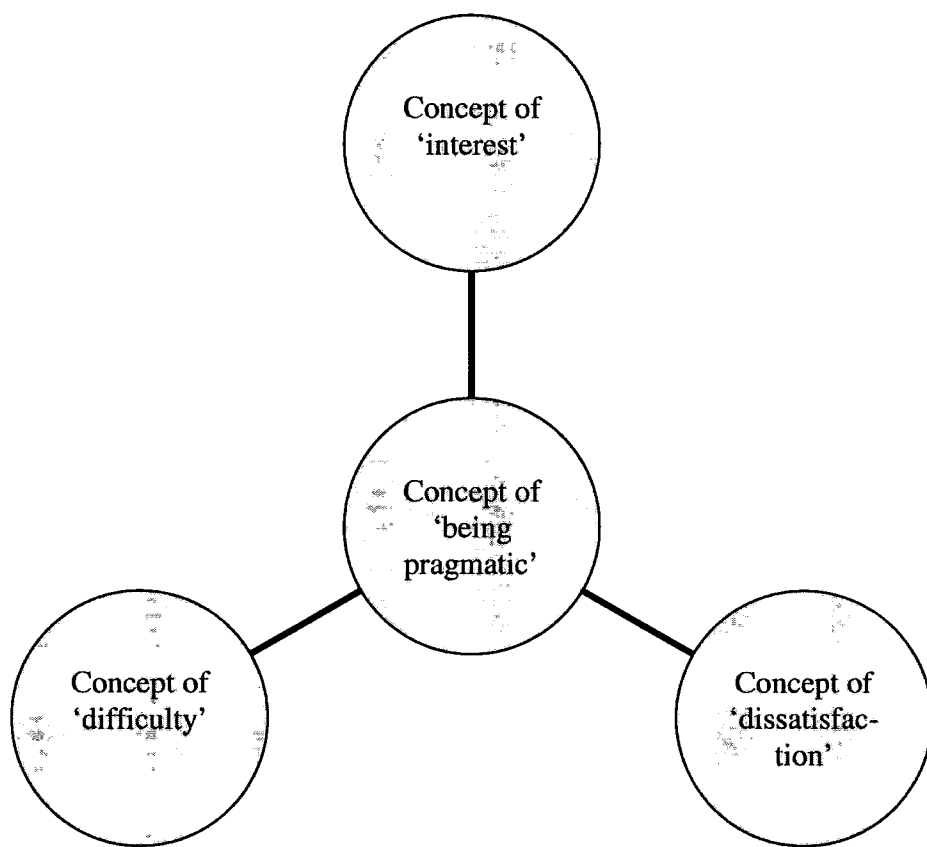 Concept of
‘interest’
Concept of
‘being
pragmatic’
Concept of
‘difficulty’
Concept of
‘dissatisfac-
tion’